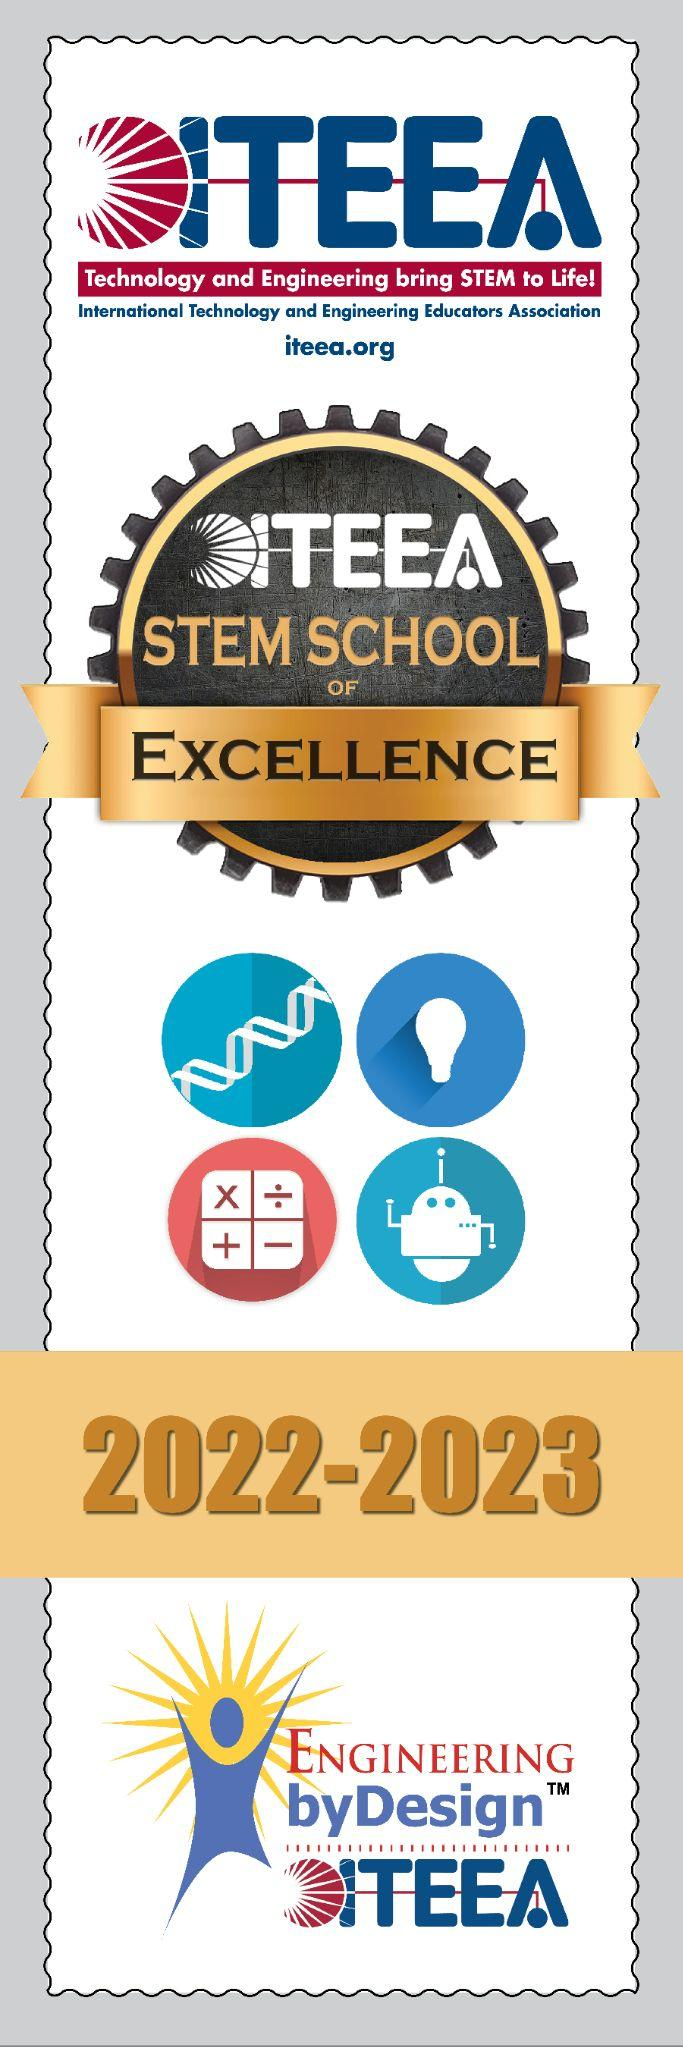 ITEEA
Technology and Engineering bring STEM to Life!
International Technology and Engineering Educators Association
iteea.org
ITEEA
STEM SCHOOL
OF
EXCELLENCE
x ÷
+ −
2022-2023
ENGINEERING
byDesign™
ITEEA